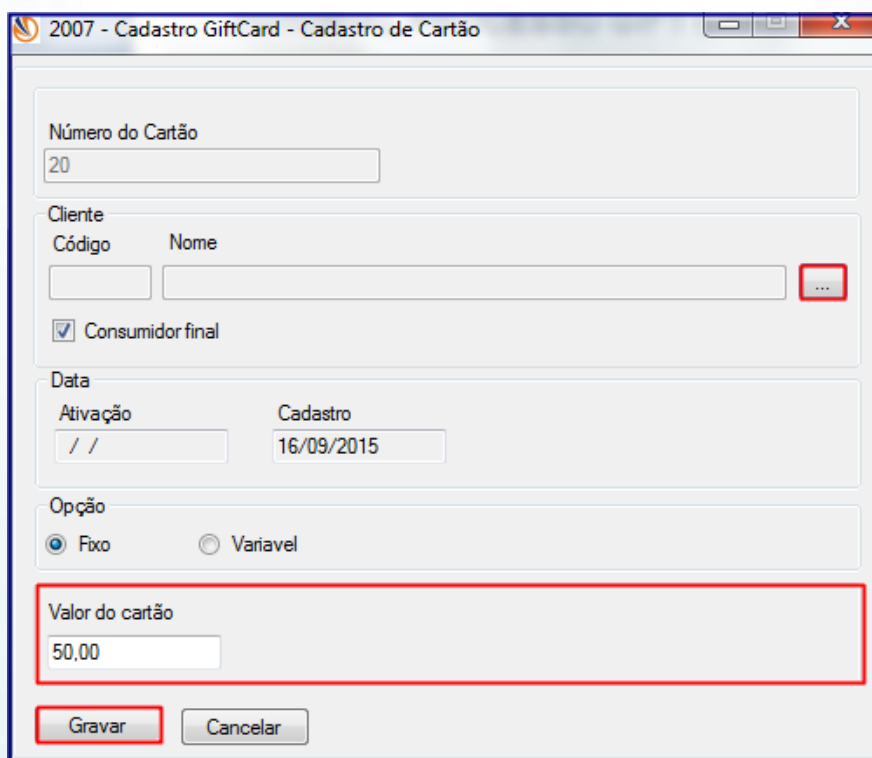 2007 - Cadastro GiftCard - Cadastro de Cartão
Número do Cartão
20
Cliente
Código Nome
...
Consumidor final
Data
Ativação Cadastro
/ / 16/09/2015
Opção
Fixo Variavel
Valor do cartão
50,00
Gravar Cancelar